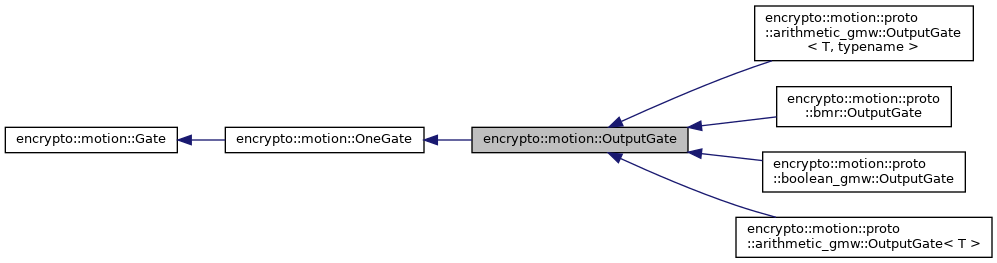 encrypto::motion::Gate
encrypto::motion::OneGate
encrypto::motion::OutputGate
encrypto::motion::proto
::arithmetic_gmw::OutputGate
< T, typename >
encrypto::motion::proto
::bmr::OutputGate
encrypto::motion::proto
::boolean_gmw::OutputGate
encrypto::motion::proto
::arithmetic_gmw::OutputGate< T >